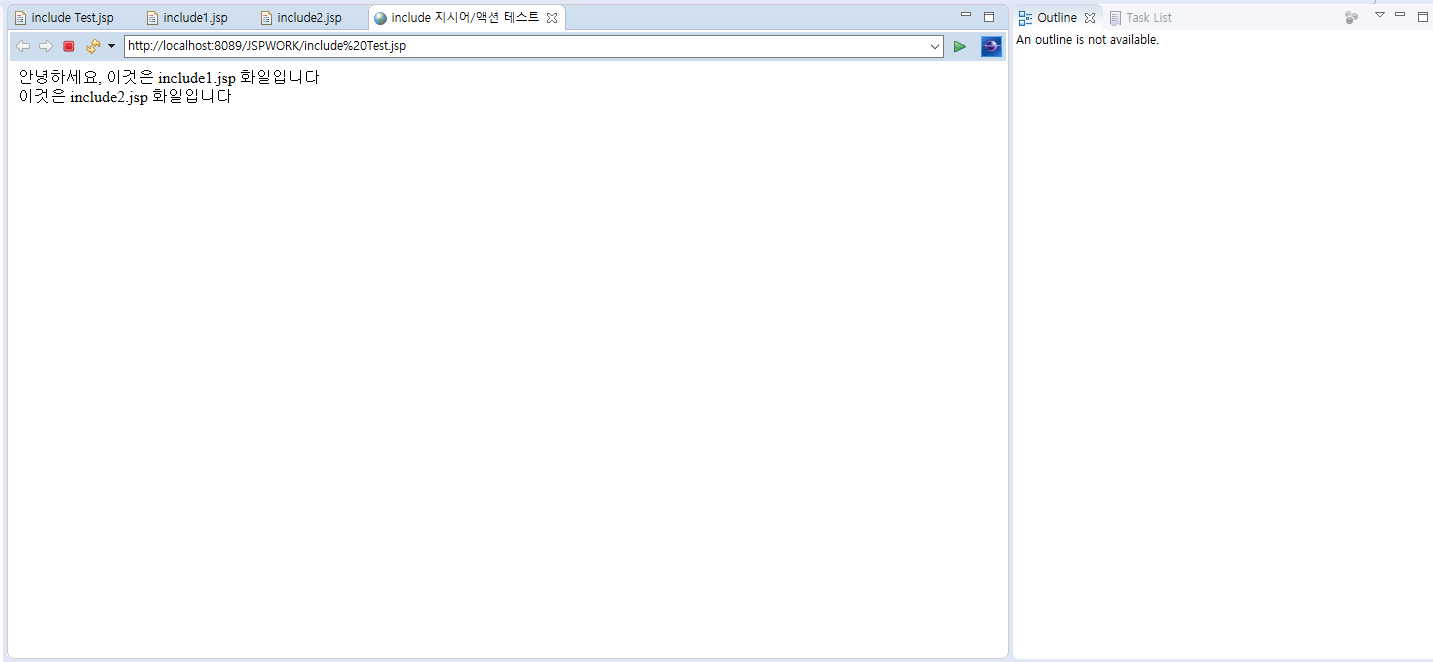 include Test.jsp
include1.jsp
include2.jsp
include 지시어/액션 테스트
Outline
Task List
http://localhost:8089/JSPWORK/include%20Test.jsp
An outline is not available.
안녕하세요, 이것은 include1.jsp 화일입니다
이것은 include2.jsp 화일입니다